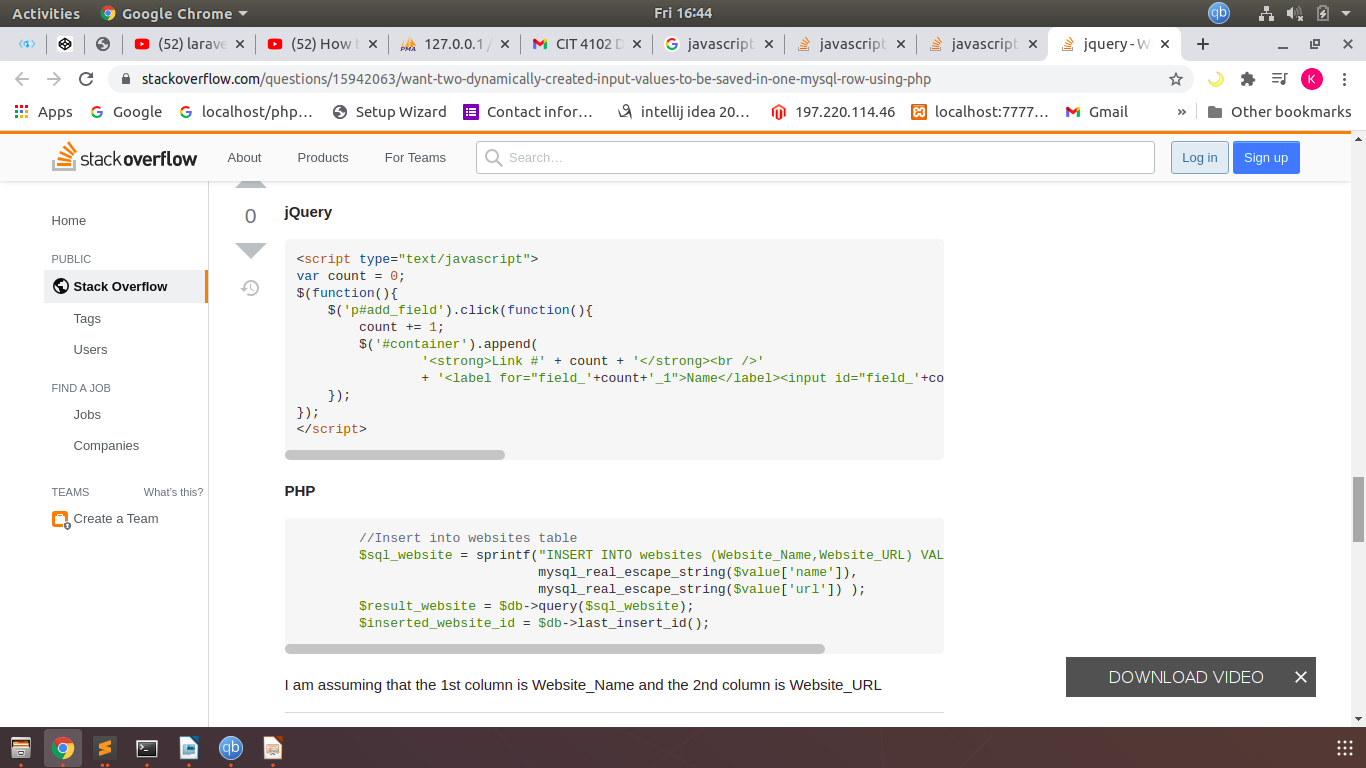 Activities Google Chrome Fri 16:44 qb
(52) larave (52) How t 127.0.0.1 / CIT 4102 D javascript javascript javascript jquery - W
stackoverflow.com/questions/15942063/want-two-dynamically-created-input-values-to-be-saved-in-one-mysql-row-using-php K
Apps Google localhost/php... Setup Wizard Contact infor... intellij idea 20... 197.220.114.46 localhost:7777... Gmail » Other bookmarks
stackoverflow About Products For Teams Search... Log in Sign up
Home
PUBLIC
Stack Overflow
Tags
Users
FIND A JOB
Jobs
Companies
TEAMS What's this?
Create a Team
0
jQuery
<script type="text/javascript">
var count = 0;
$(function(){
$('p#add_field').click(function(){
count += 1;
$('#container').append(
'<strong>Link #' + count + '</strong><br />'
+ '<label for="field_'+count+'_1">Name</label><input id="field_'+co
});
});
</script>
PHP
//Insert into websites table
$sql_website = sprintf("INSERT INTO websites (Website_Name,Website_URL) VAL
mysql_real_escape_string($value['name']),
mysql_real_escape_string($value['url']) );
$result_website = $db->query($sql_website);
$inserted_website_id = $db->last_insert_id();
I am assuming that the 1st column is Website_Name and the 2nd column is Website_URL
DOWNLOAD VIDEO
qb